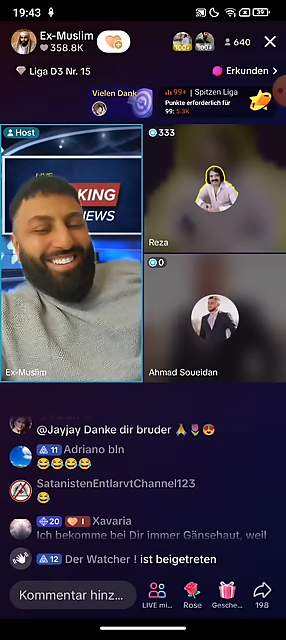 19:43
39
Ex-Muslim
358.8K
100+
100+
640
Liga D3 Nr. 15
Erkunden
Vielen Dank
99+ | Spitzen Liga
Punkte erforderlich für
99: 5.3K
Host
333
KING
NEWS
Reza
0
Ex-Muslim
Ahmad Soueidan
@Jayjay Danke dir bruder 🙏🌷😍
11 Adriano bln
😂😂😂😂
SatanistenEntlarvtChannel123
😂
20 I Xavaria
Ich bekomme bei Dir immer Gänsehaut, weil
12 Der Watcher ! ist beigetreten
Kommentar hinz...
LIVE mi...
Rose
Gesche...
198